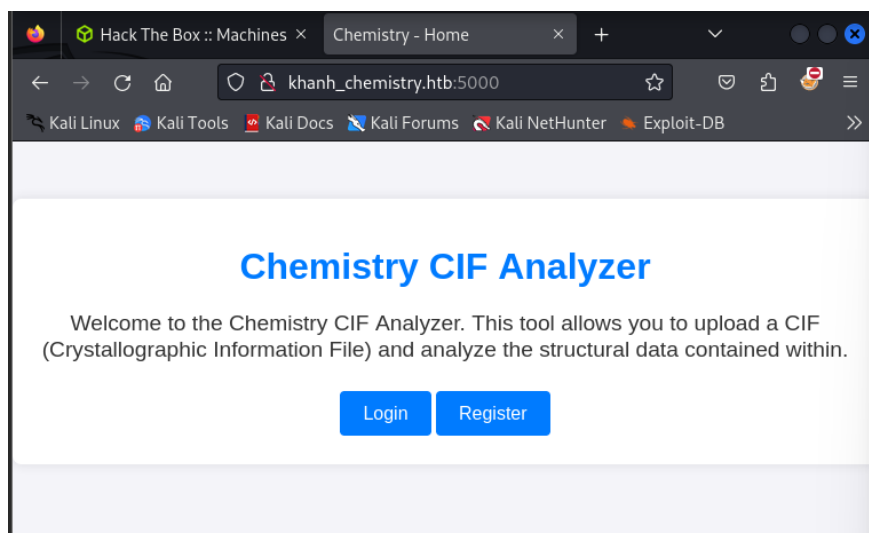 Hack The Box :: Machines
Chemistry - Home
khanh_chemistry.htb:5000
Kali Linux
Kali Tools
Kali Docs
Kali Forums
Kali NetHunter
Exploit-DB
Chemistry CIF Analyzer
Welcome to the Chemistry CIF Analyzer. This tool allows you to upload a CIF
(Crystallographic Information File) and analyze the structural data contained within.
Login
Register